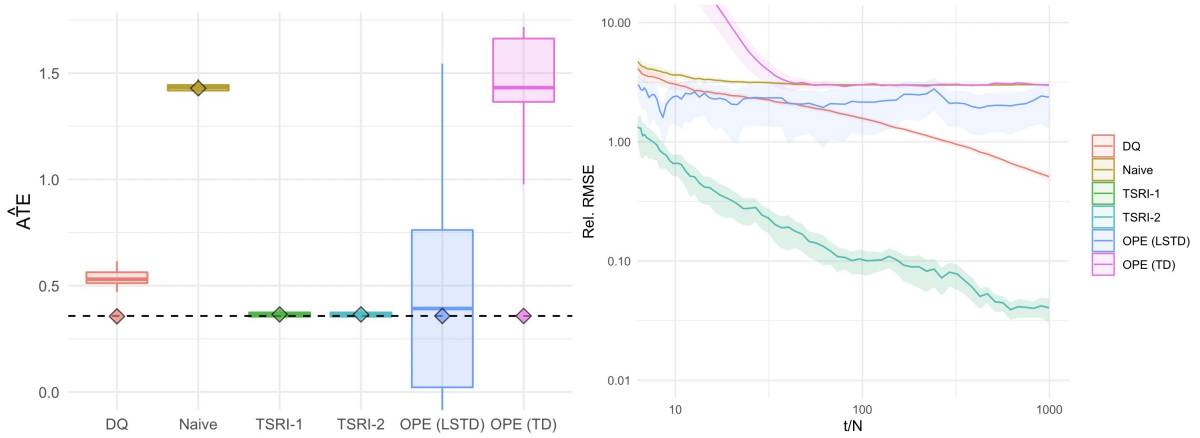 AT̂E
1.5
1.0
0.5
0.0
DQ
Naive
TSRI-1
TSRI-2
OPE (LSTD)
OPE (TD)
Rel. RMSE
10.00
1.00
0.10
0.01
10
100
1000
t/N
DQ
Naive
TSRI-1
TSRI-2
OPE (LSTD)
OPE (TD)